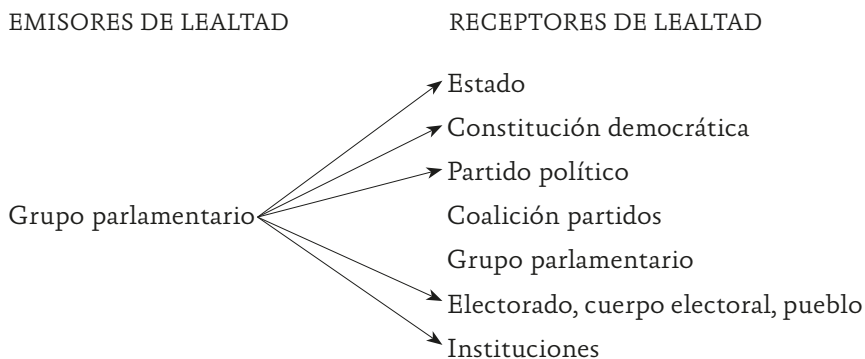 EMISORES DE LEALTAD RECEPTORES DE LEALTAD
Estado
Constitución democrática
Partido político
Grupo parlamentario Coalición partidos
Grupo parlamentario
Electorado, cuerpo electoral, pueblo
Instituciones